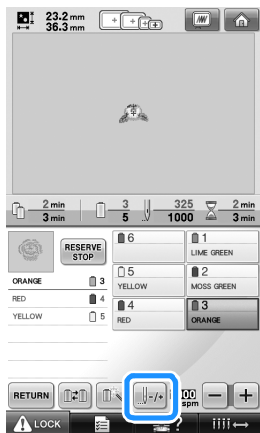 23.2 mm
36.3 mm
2 min
3 min
3
5
325
1000
2 min
3 min
RESERVE
STOP
6
1
LIME GREEN
ORANGE 3
RED 4
YELLOW 5
5
YELLOW
2
MOSS GREEN
4
RED
3
ORANGE
RETURN
-/+
00
spm
-
+
LOCK
?